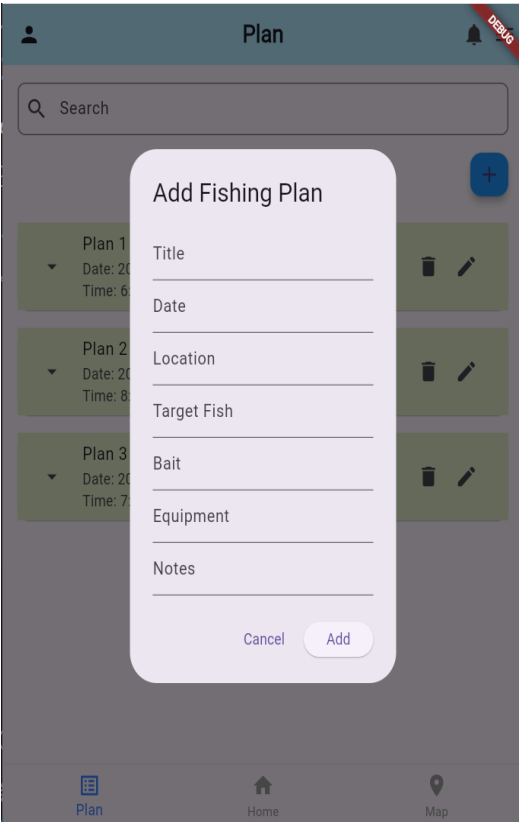 Plan
DEBUG
Search
Add Fishing Plan
Title
Date
Location
Target Fish
Bait
Equipment
Notes
Cancel
Add
Plan 1
Date: 20
Time: 6:
Plan 2
Date: 20
Time: 8:
Plan 3
Date: 20
Time: 7:
Plan
Home
Map